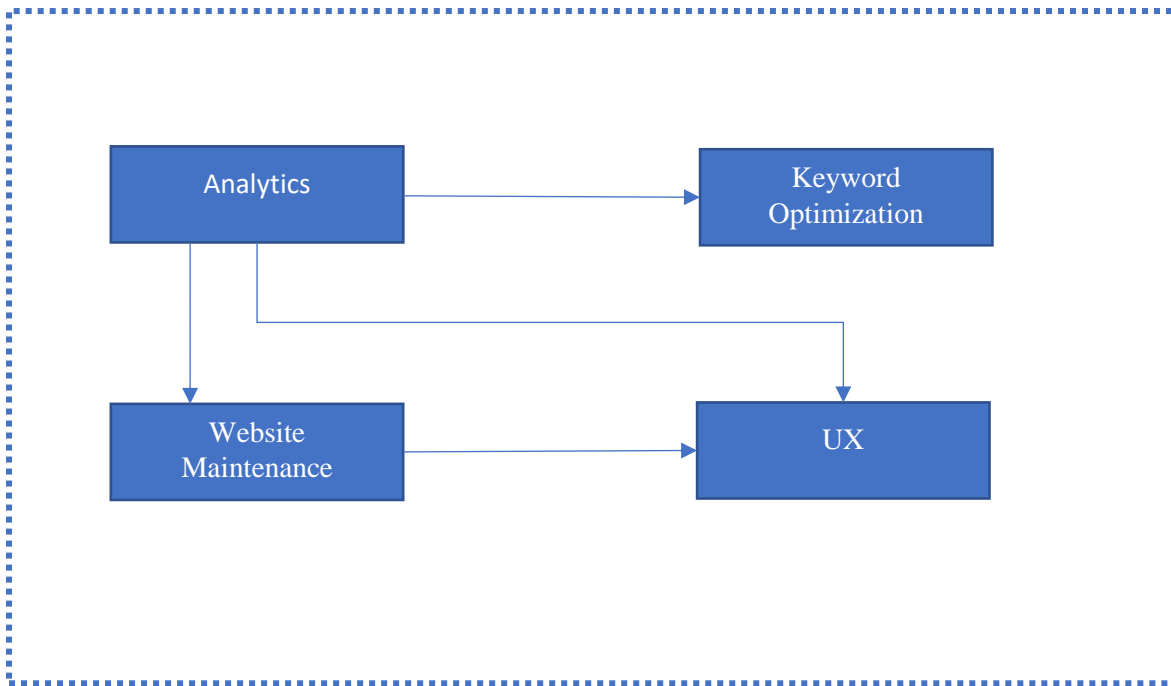 Analytics
Keyword
Optimization
Website
Maintenance
UX